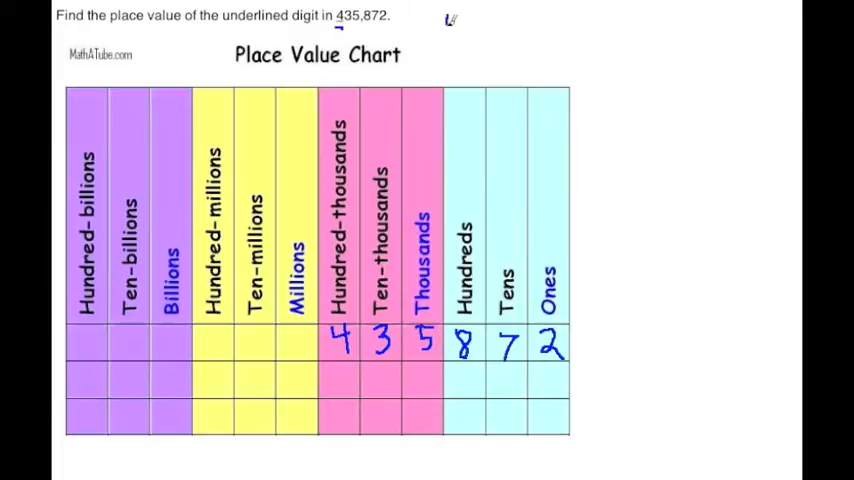 Find the place value of the underlined digit in 435,872.
MathATube.com
Place Value Chart
Hundred-billions
Ten-billions
Billions
Hundred-millions
Ten-millions
Millions
Hundred-thousands
Ten-thousands
Thousands
Hundreds
Tens
Ones
4 3 5 8 7 2